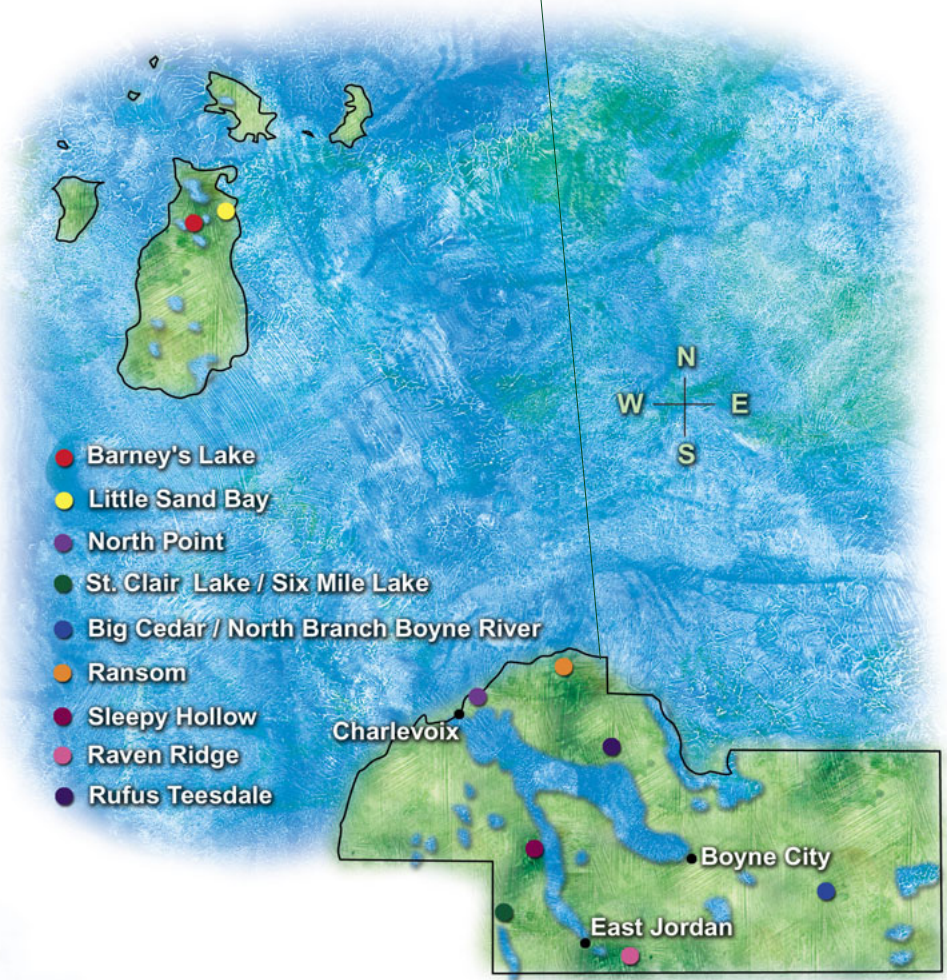 N
W E
S
Barney's Lake
Little Sand Bay
North Point
St. Clair Lake / Six Mile Lake
Big Cedar / North Branch Boyne River
Ransom
Sleepy Hollow
Raven Ridge
Rufus Teesdale
Charlevoix
Boyne City
East Jordan